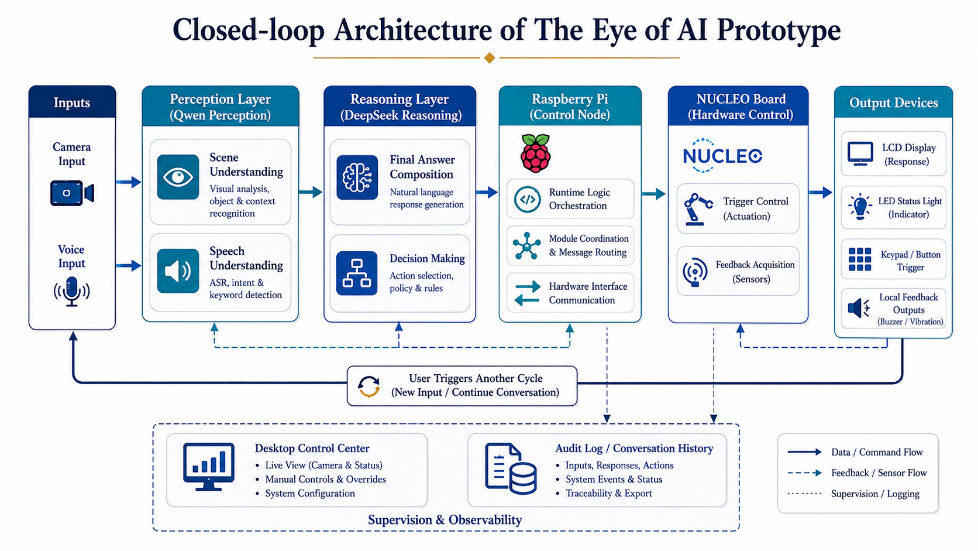 Closed-loop Architecture of The Eye of AI Prototype
Inputs
Camera
Input
Voice
Input
Perception Layer
(Qwen Perception)
Scene
Understanding
Visual analysis,
object & context
recognition
Speech
Understanding
ASR, intent &
keyword detection
Reasoning Layer
(DeepSeek Reasoning)
Final Answer
Composition
Natural language
response generation
Decision Making
Action selection,
policy & rules
Raspberry Pi
(Control Node)
Runtime Logic
Orchestration
Module Coordination
& Message Routing
Hardware Interface
Communication
NUCLEO Board
(Hardware Control)
NUCLEO
Trigger Control
(Actuation)
Feedback Acquisition
(Sensors)
Output Devices
LCD Display
(Response)
LED Status Light
(Indicator)
Keypad / Button
Trigger
Local Feedback
Outputs
(Buzzer / Vibration)
User Triggers Another Cycle
(New Input / Continue Conversation)
Desktop Control Center
• Live View (Camera & Status)
• Manual Controls & Overrides
• System Configuration
Audit Log / Conversation History
• Inputs, Responses, Actions
• System Events & Status
• Traceability & Export
Supervision & Observability
Data / Command Flow
Feedback / Sensor Flow
Supervision / Logging